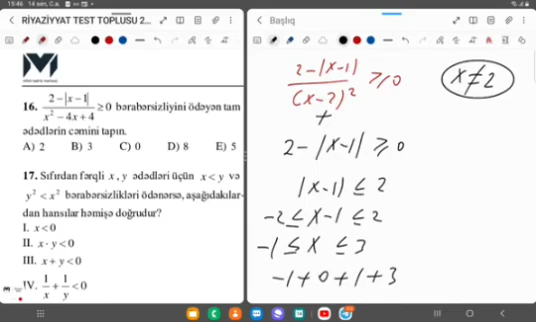 15:46 14 sen, C.a.
< RİYAZİYYAT TEST TOPLUSU 2...
16. (2 - |x - 1|)/(x² - 4x + 4) ≥ 0 bərabərsizliyini ödəyən tam
ədədlərin cəmini tapın.
A) 2 B) 3 C) 0 D) 8 E) 5
17. Sıfırdan fərqli x, y ədədləri üçün x < y və
y² < x² bərabərsizlikləri ödənərsə, aşağıdakılar-
dan hansılar həmişə doğrudur?
I. x < 0
II. x · y < 0
III. x + y < 0
IV. 1/x + 1/y < 0
< Başlıq
(2-|x-1|)/(x-2)² ≥ 0
+
x ≠ 2
2-|x-1| ≥ 0
|x-1| ≤ 2
-2 ≤ x-1 ≤ 2
-1 ≤ x ≤ 3
-1+0+1+3